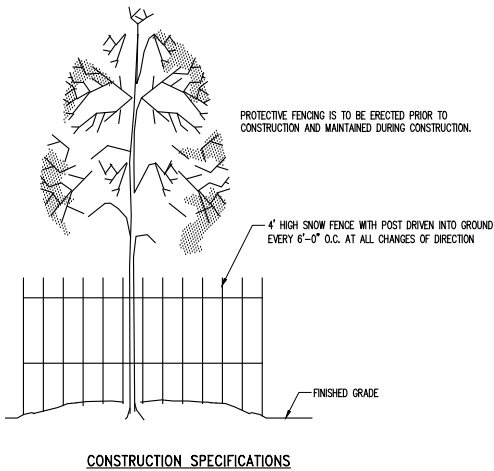 PROTECTIVE FENCING IS TO BE ERECTED PRIOR TO
CONSTRUCTION AND MAINTAINED DURING CONSTRUCTION.
4' HIGH SNOW FENCE WITH POST DRIVEN INTO GROUND
EVERY 6'-0" O.C. AT ALL CHANGES OF DIRECTION
FINISHED GRADE
CONSTRUCTION SPECIFICATIONS